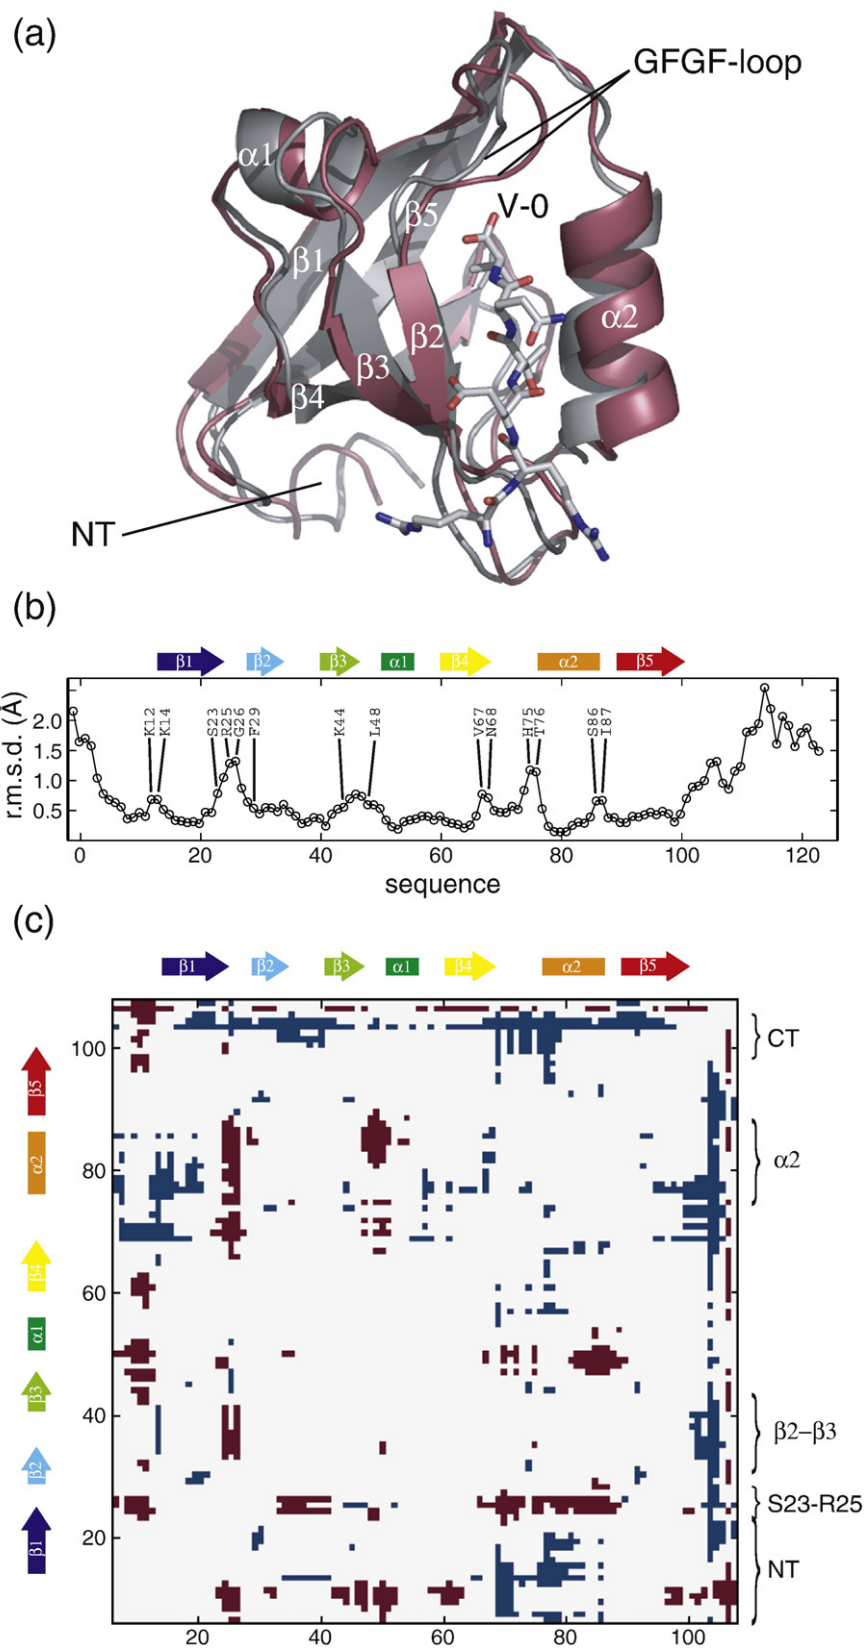 (a)
GFGF-loop
α1
V-0
β5
β1
α2
β2
β3
β4
NT
(b)
β1 β2 β3 α1 β4 α2 β5
r.m.s.d. (Å)
2.0
1.5
1.0
0.5
K12 K14 S23 R25 G26 F29 K44 L48 V67 N68 H75 T76 S86 I87
0 20 40 60 80 100 120
sequence
(c)
β1 β2 β3 α1 β4 α2 β5
β5
α2
β4
α1
β3
β2
β1
100
80
60
40
20
CT
α2
β2–β3
S23-R25
NT
20 40 60 80 100